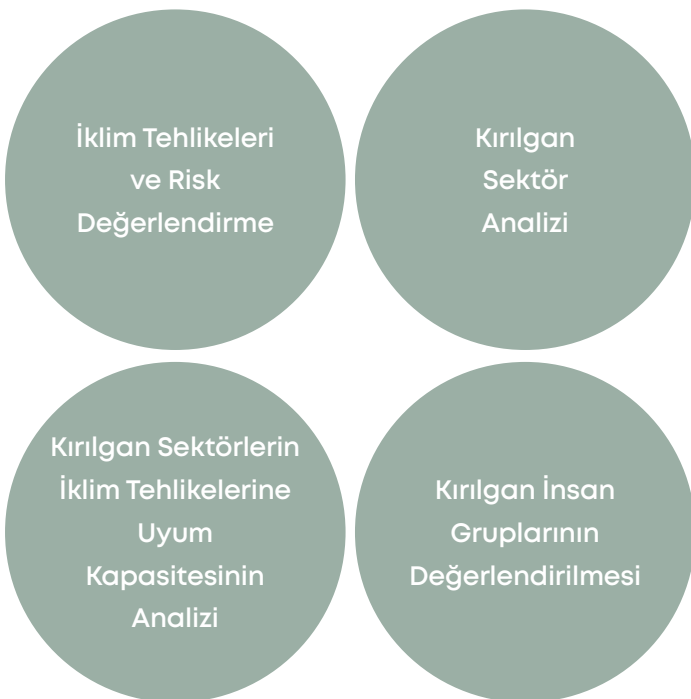 İklim Tehlikeleri
ve Risk
Değerlendirme
Kırılgan
Sektör
Analizi
Kırılgan Sektörlerin
İklim Tehlikelerine
Uyum
Kapasitesinin
Analizi
Kırılgan İnsan
Gruplarının
Değerlendirilmesi